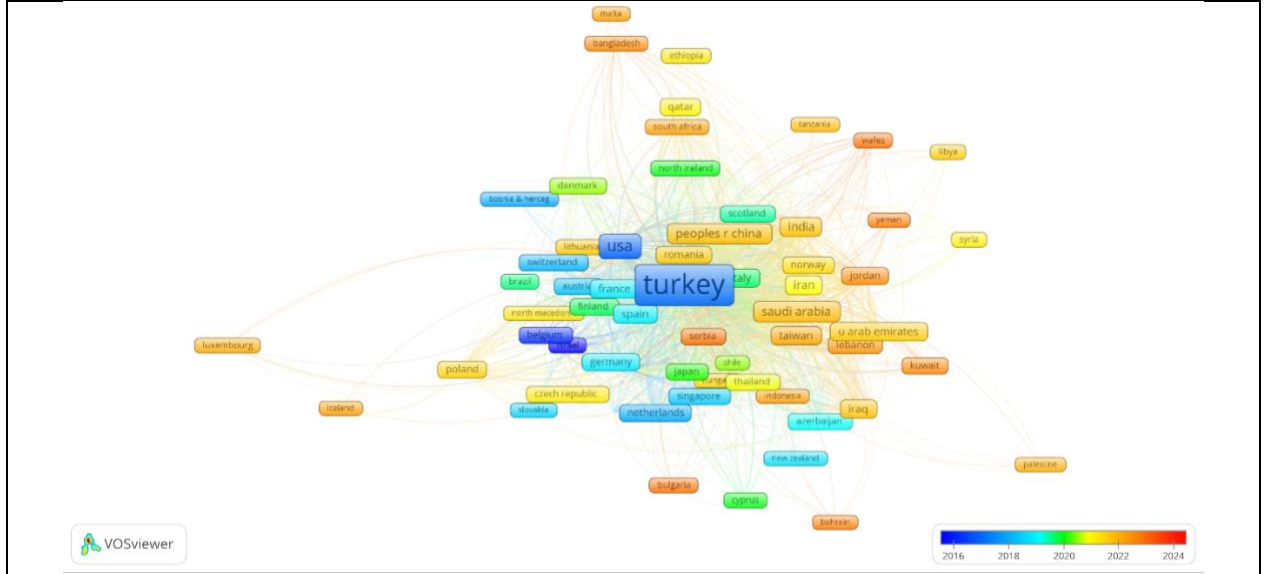 malta
bangladesh
ethiopia
qatar
south africa
tanzania
wales
libya
north ireland
denmark
bosnia & herceg
scotland
yemen
india
peoples r china
syria
lithuania
usa
romania
switzerland
norway
jordan
brazil
austria
france
turkey
italy
iran
finland
north macedon
spain
saudi arabia
u arab emirates
belgium
israel
serbia
taiwan
lebanon
luxembourg
germany
chile
kuwait
poland
japan
thailand
czech republic
singapore
indonesia
iceland
slovakia
netherlands
iraq
azerbaijan
new zealand
palestine
bulgaria
cyprus
bahrain
VOSviewer
2016 2018 2020 2022 2024